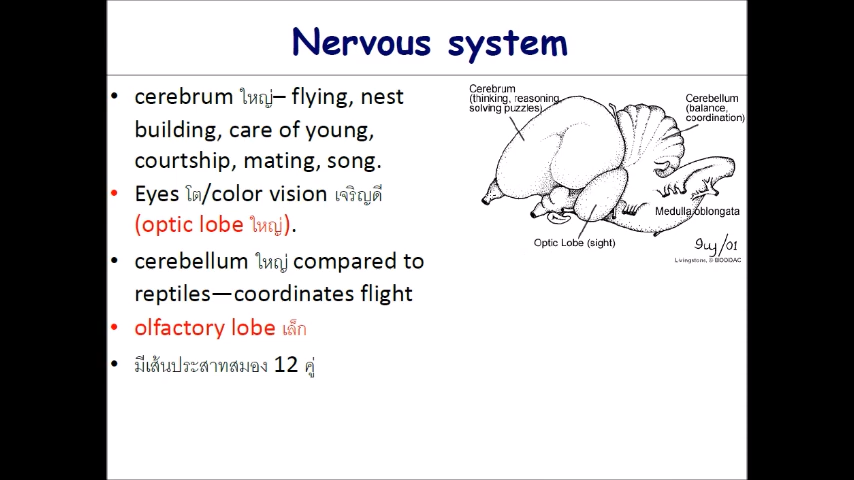 Nervous system
• cerebrum ใหญ่– flying, nest
building, care of young,
courtship, mating, song.
• Eyes โต/color vision เจริญดี
(optic lobe ใหญ่).
• cerebellum ใหญ่ compared to
reptiles—coordinates flight
• olfactory lobe เล็ก
• มีเส้นประสาทสมอง 12 คู่
Cerebrum
(thinking, reasoning,
solving puzzles)
Cerebellum
(balance,
coordination)
Medulla oblongata
Optic Lobe (sight)